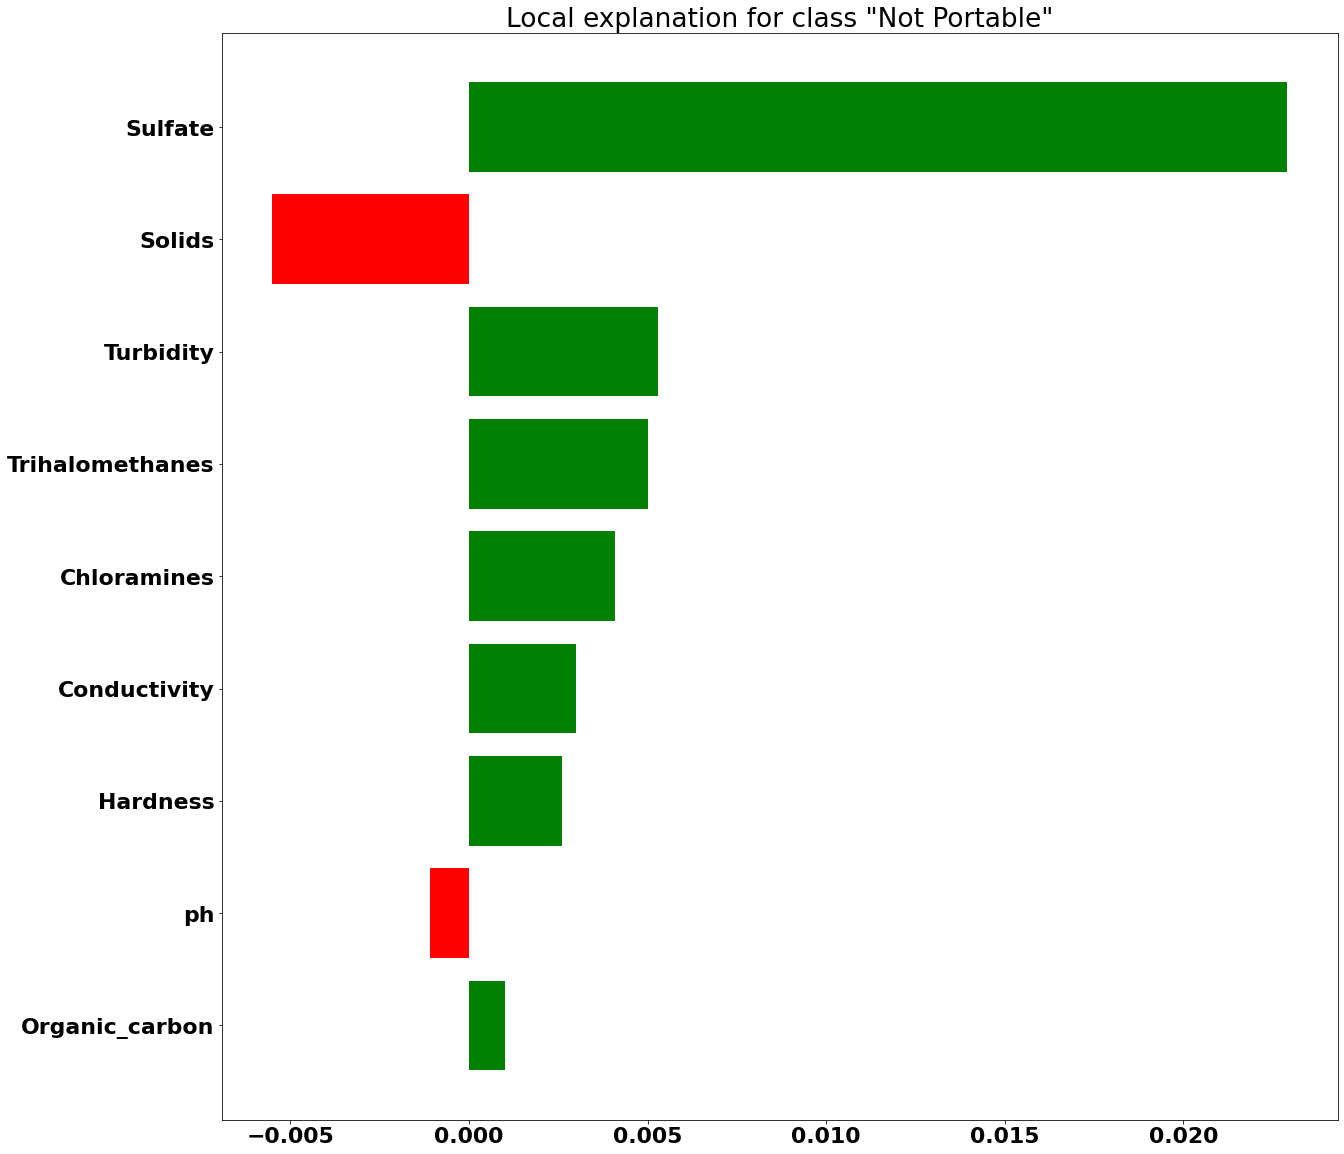 Local explanation for class "Not Portable"
Sulfate
Solids
Turbidity
Trihalomethanes
Chloramines
Conductivity
Hardness
ph
Organic_carbon
−0.005 0.000 0.005 0.010 0.015 0.020